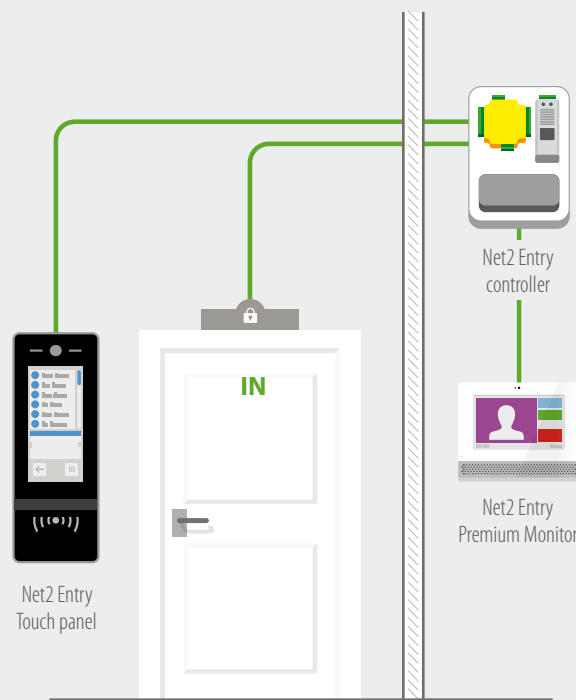 Net2 Entry
controller
IN
Net2 Entry
Premium Monitor
Net2 Entry
Touch panel